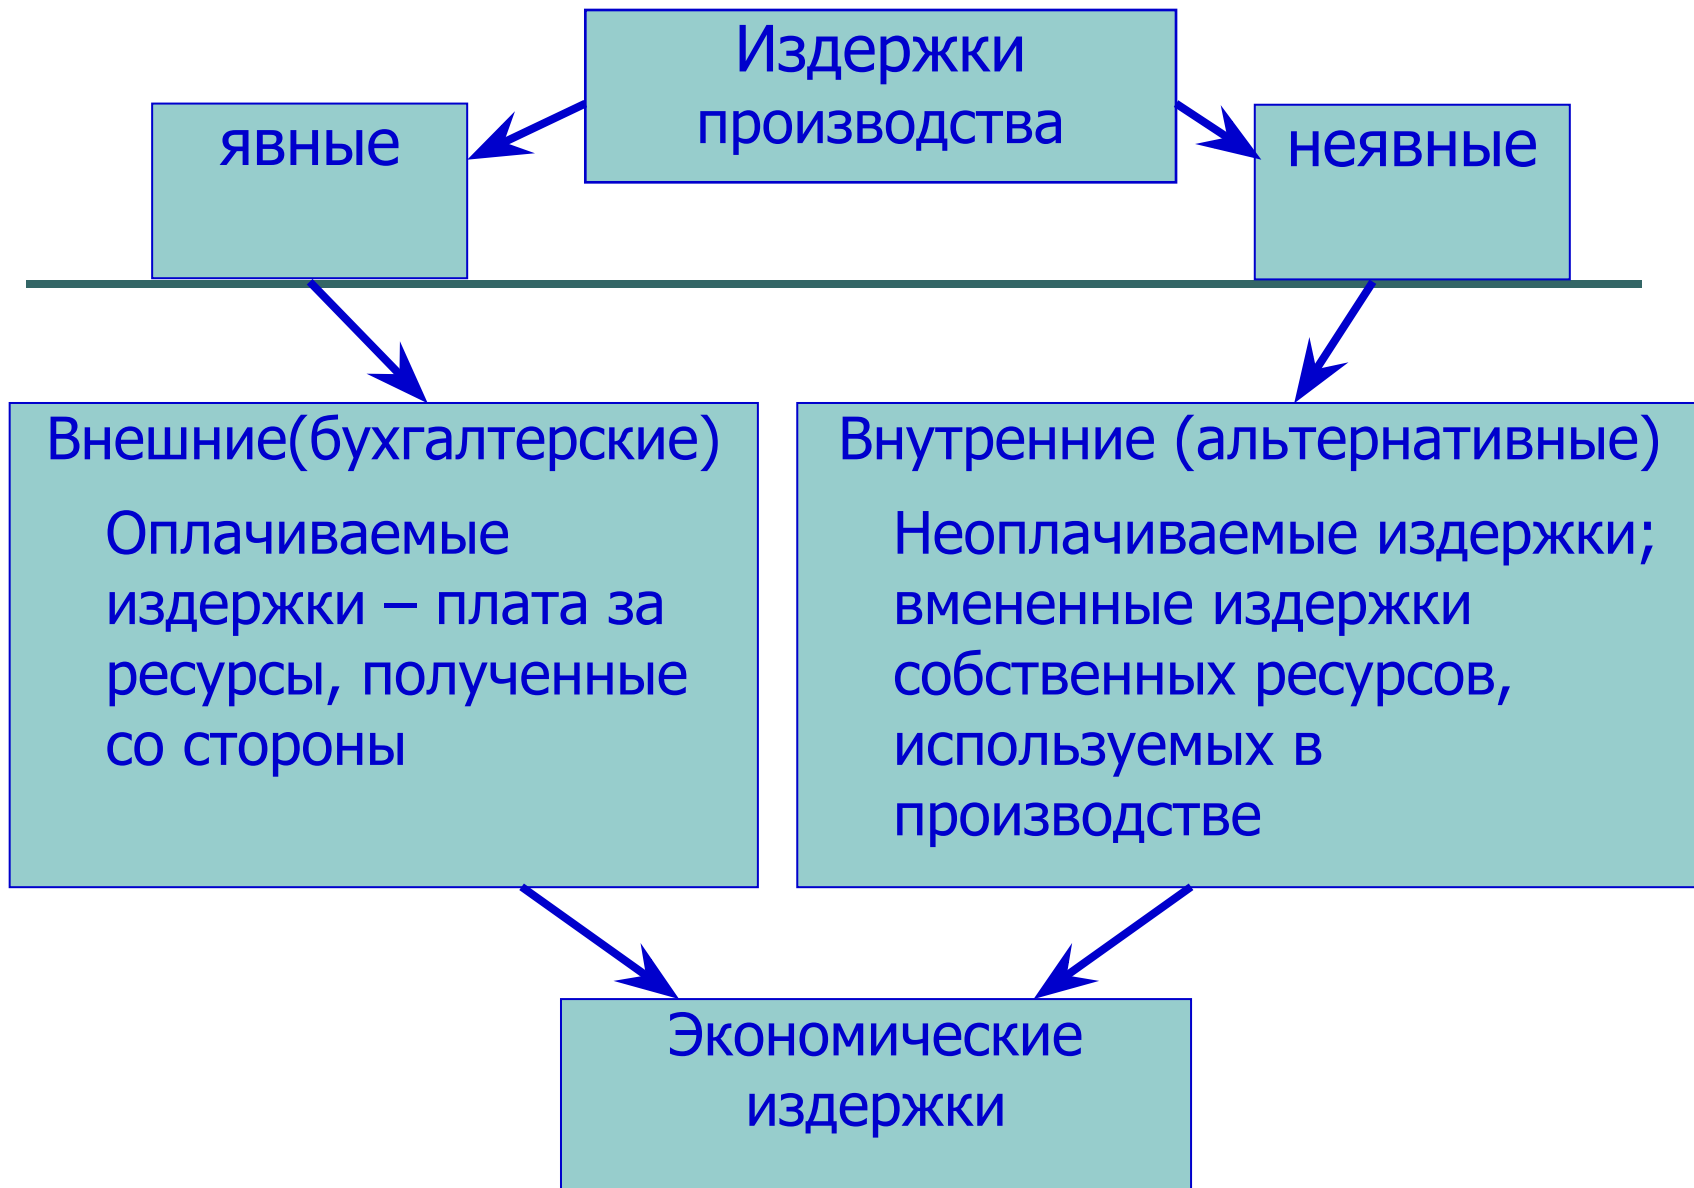 Издержки
производства
явные
неявные
Внешние(бухгалтерские)
Оплачиваемые
издержки – плата за
ресурсы, полученные
со стороны
Внутренние (альтернативные)
Неоплачиваемые издержки;
вмененные издержки
собственных ресурсов,
используемых в
производстве
Экономические
издержки